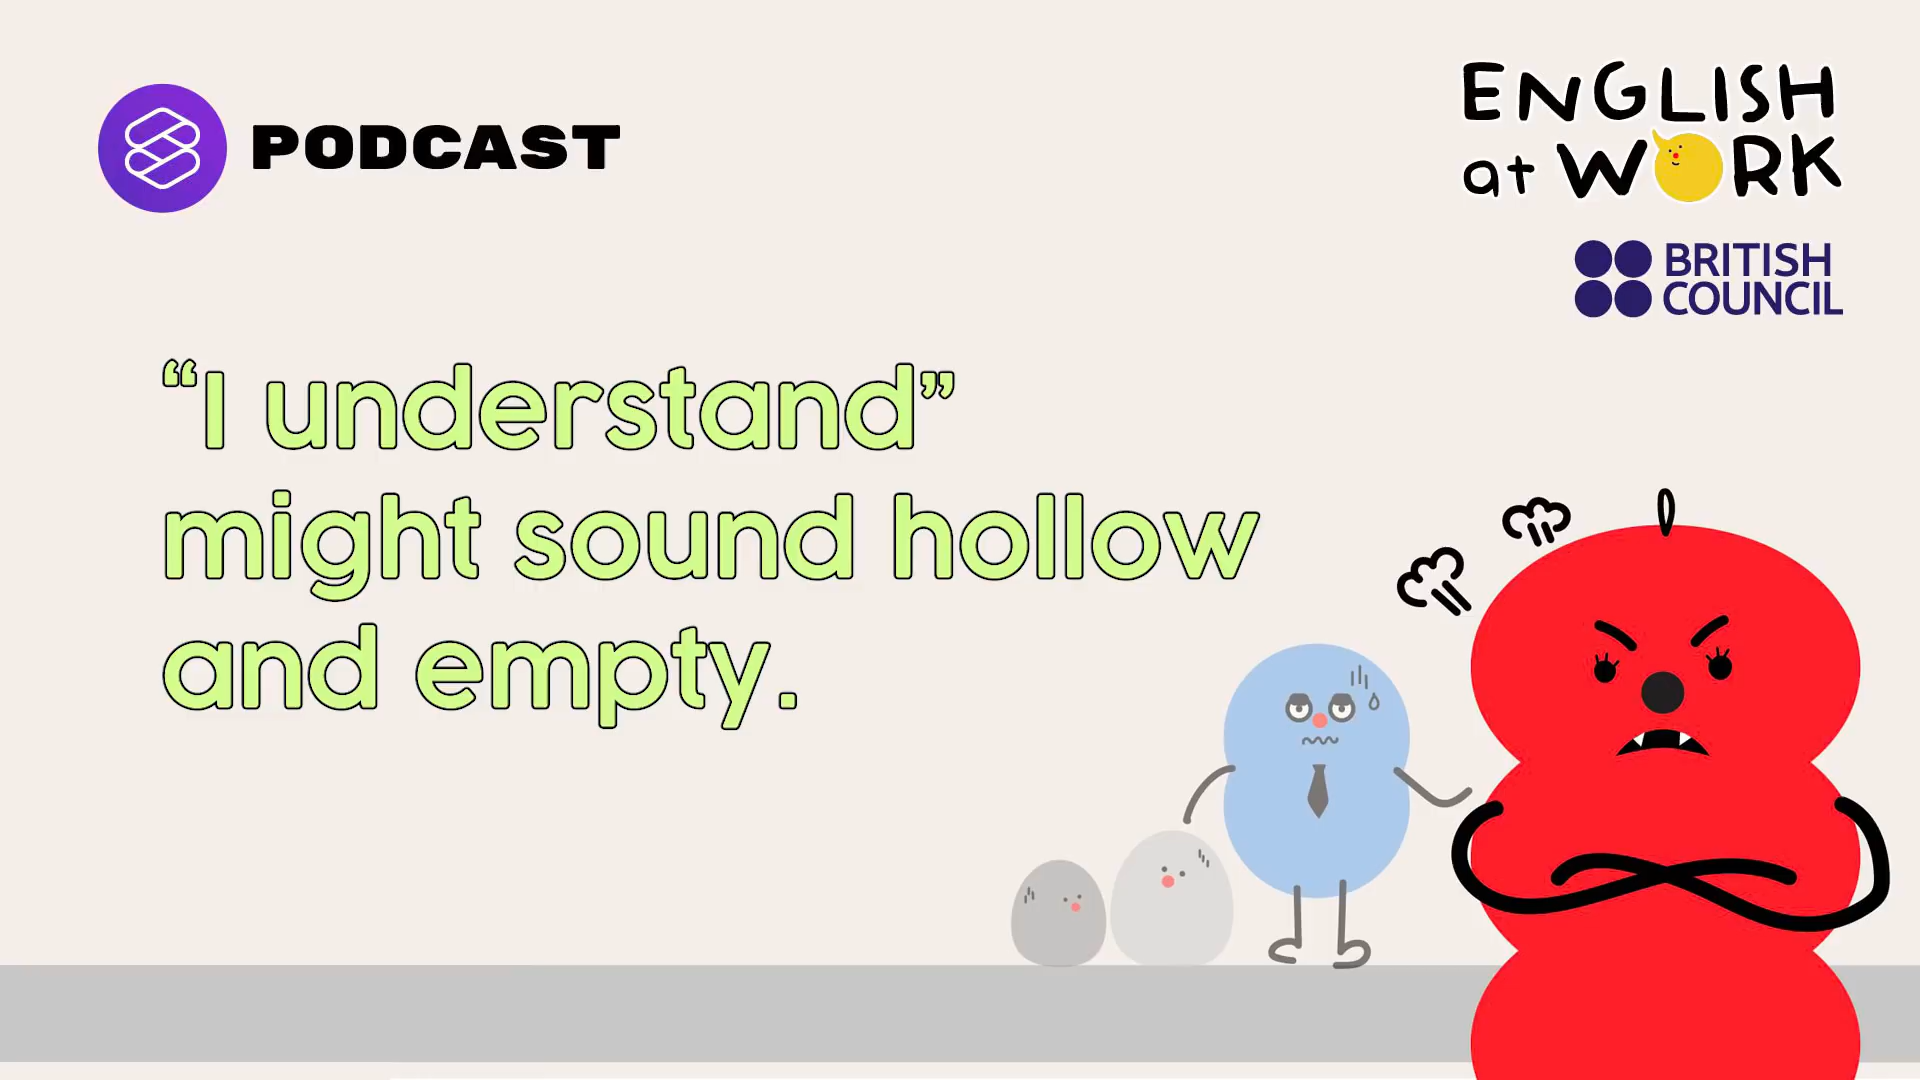 PODCAST
ENGLISH
at WORK
BRITISH
COUNCIL
“I understand”
might sound hollow
and empty.